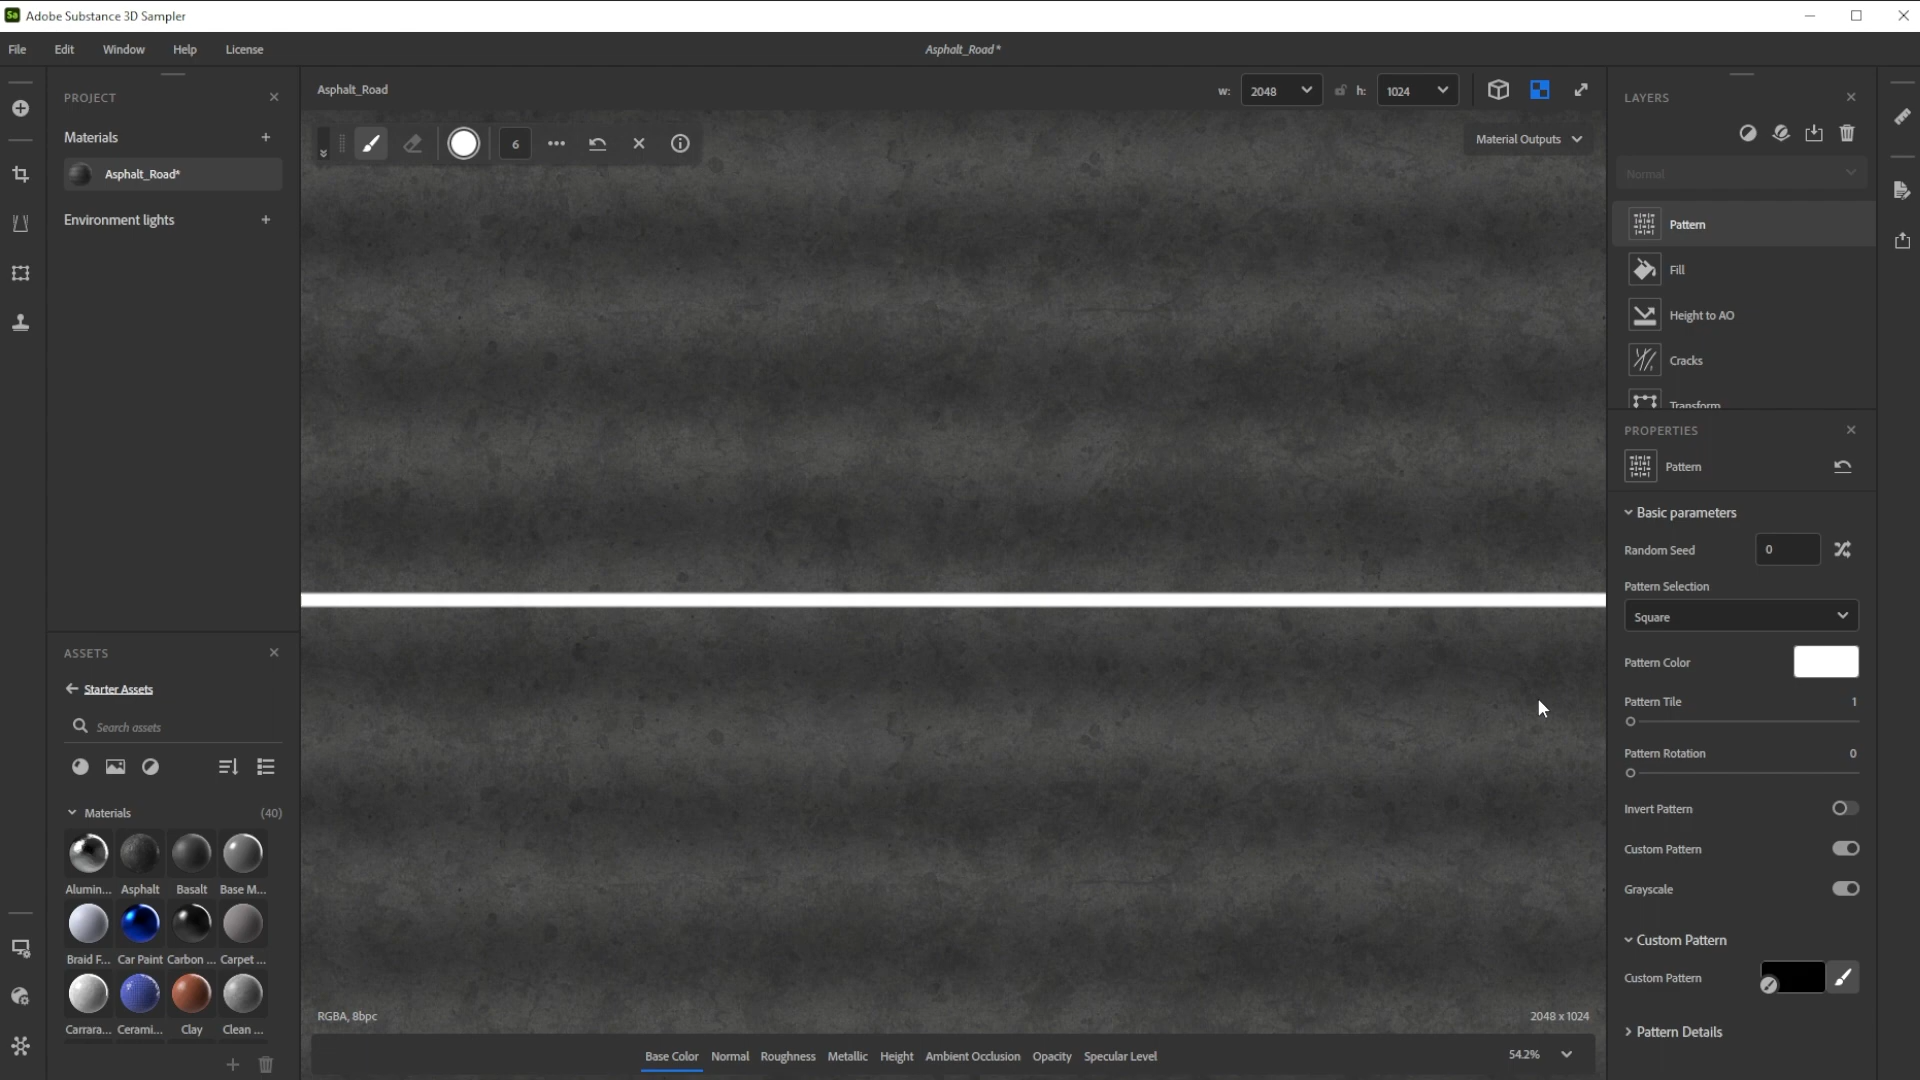 Sa Adobe Substance 3D Sampler
File Edit Window Help License
Asphalt_Road*
PROJECT
Materials
Asphalt_Road*
Environment lights
ASSETS
Starter Assets
Search assets
Materials (40)
Alumin... Asphalt Basalt Base M...
Braid F... Car Paint Carbon ... Carpet ...
Carrara... Cerami... Clay Clean ...
Asphalt_Road
w: 2048 h: 1024
6
Material Outputs
RGBA, 8bpc
2048 x 1024
Base Color Normal Roughness Metallic Height Ambient Occlusion Opacity Specular Level
54.2%
LAYERS
Normal
Pattern
Fill
Height to AO
Cracks
Transform
PROPERTIES
Pattern
Basic parameters
Random Seed 0
Pattern Selection
Square
Pattern Color
Pattern Tile 1
Pattern Rotation 0
Invert Pattern
Custom Pattern
Grayscale
Custom Pattern
Custom Pattern
Pattern Details